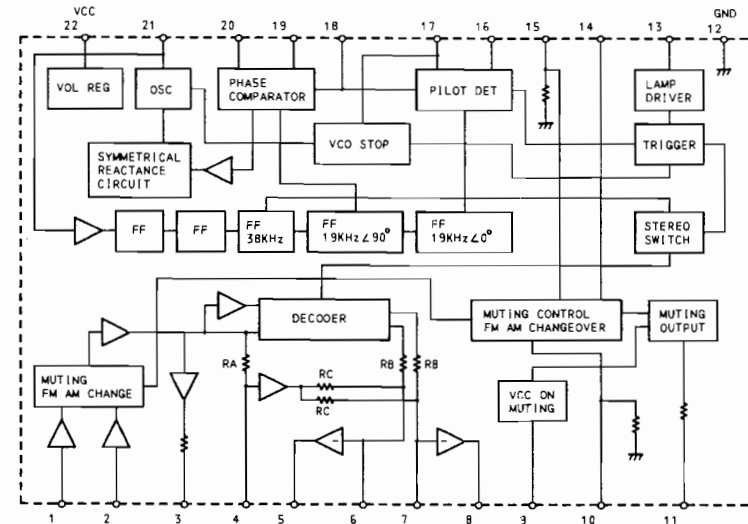 VCC
GND
22
21
20
19
18
17
16
15
14
13
12
VOL REG
OSC
PHASE
COMPARATOR
PILOT DET
LAMP
DRIVER
VCO STOP
TRIGGER
SYMMETRICAL
REACTANCE
CIRCUIT
FF
FF
FF
38KHz
FF
19KHz∠90°
FF
19KHz∠0°
STEREO
SWITCH
DECODER
MUTING CONTROL
FM AM CHANGEOVER
MUTING
OUTPUT
RA
RC
RC
RB
RB
MUTING
FM AM CHANGE
VCC ON
MUTING
1
2
3
4
5
6
7
8
9
10
11